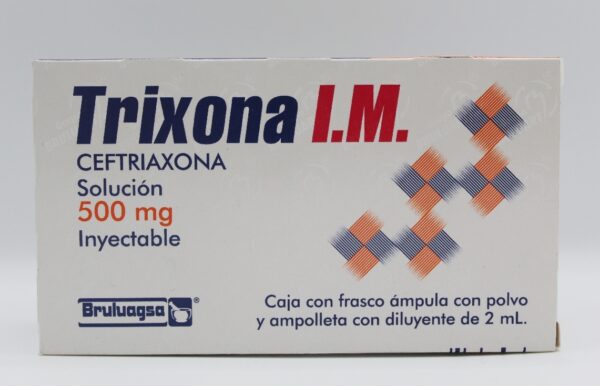 Trixona I.M.
CEFTRIAXONA
Solución
500 mg
Inyectable
Bruluagsa ®
Caja con frasco ámpula con polvo
y ampolleta con diluyente de 2 mL.